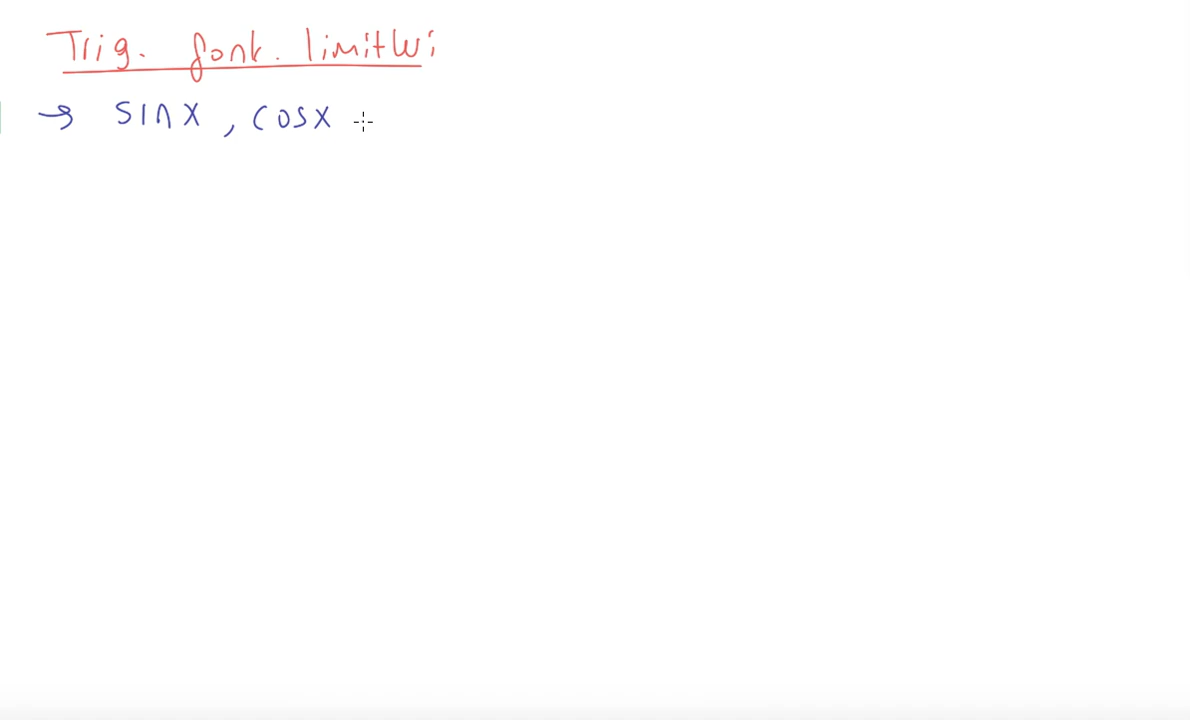 Trig. fonk. limitleri
→ sinx, cosx